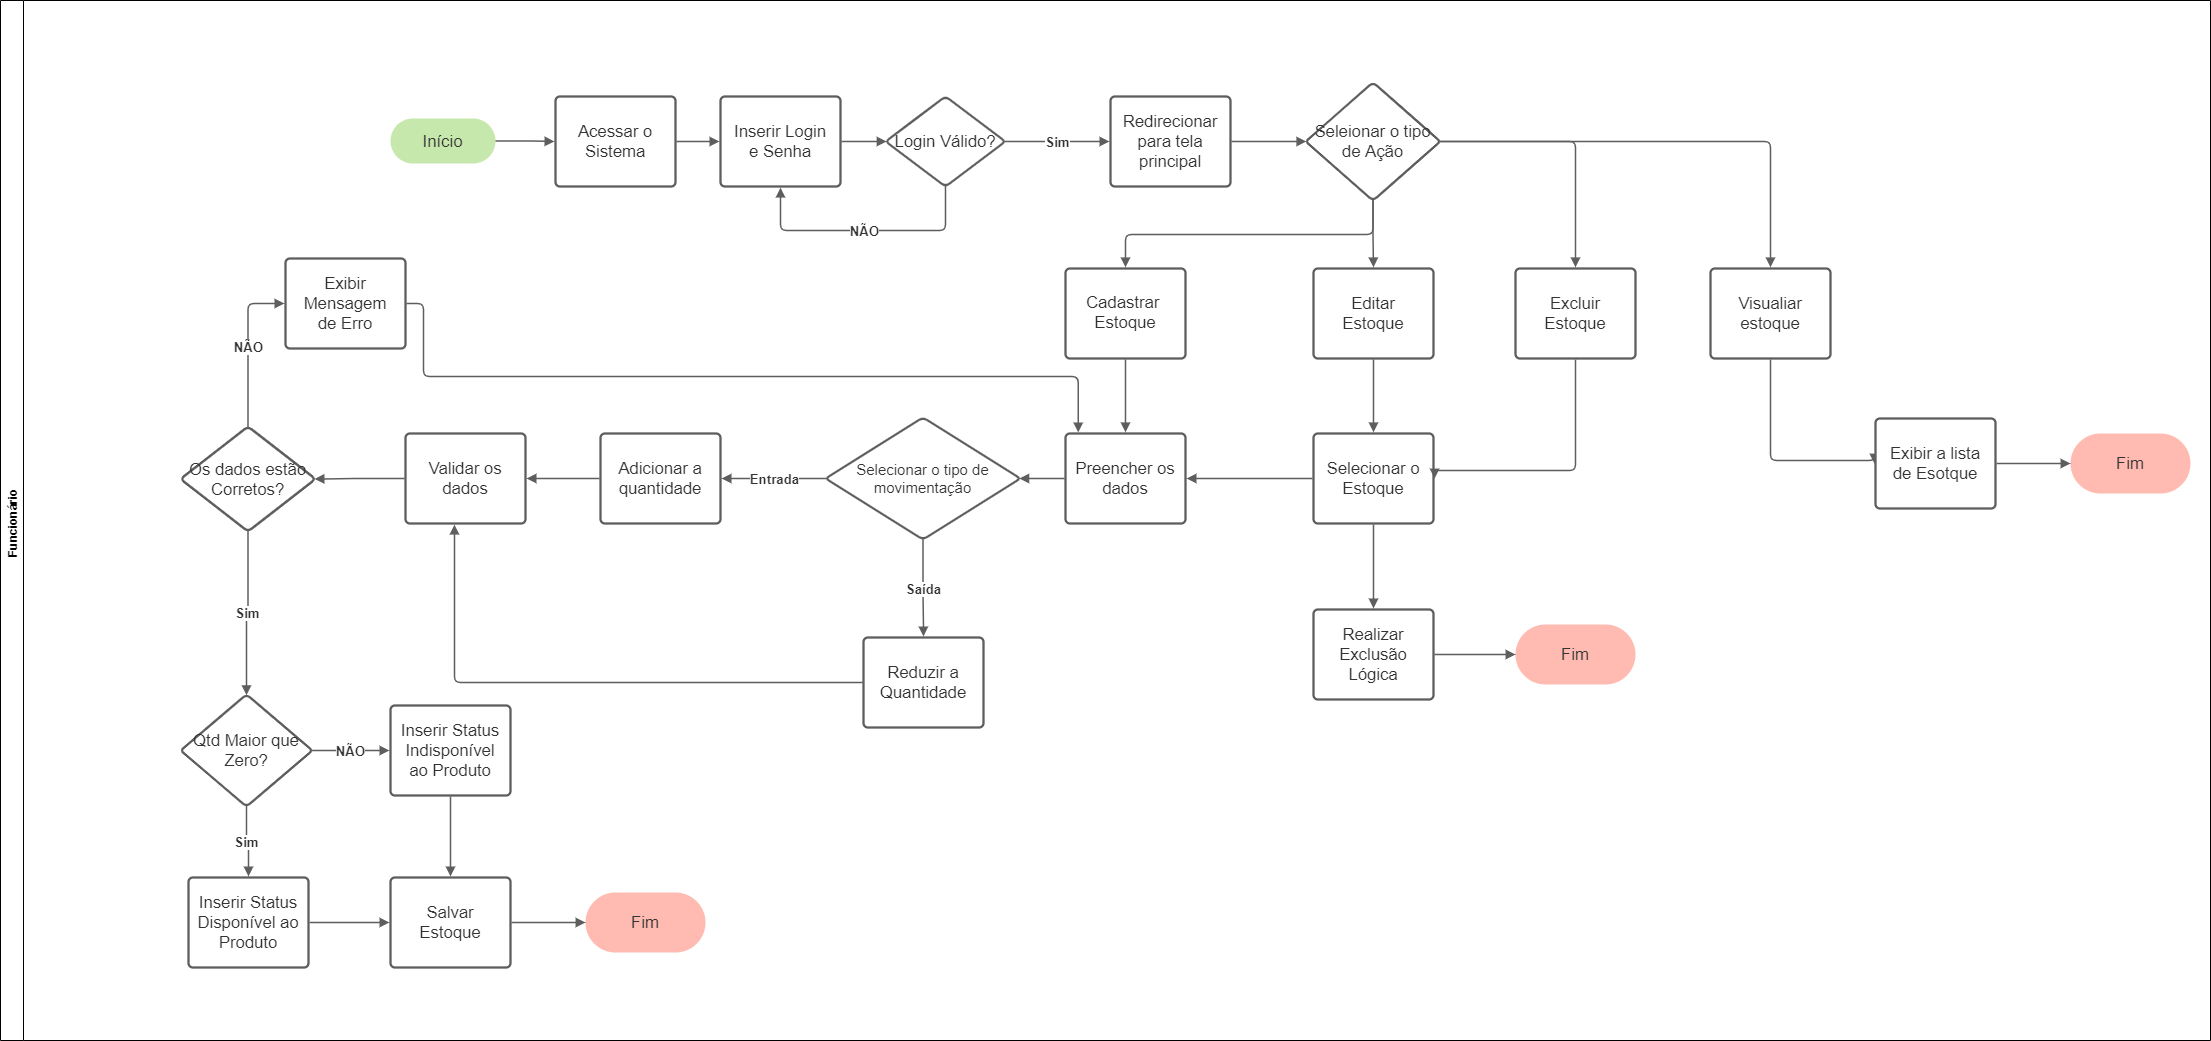 Funcionário
Início
Acessar o
Sistema
Inserir Login
e Senha
Login Válido?
Sim
NÃO
Redirecionar
para tela
principal
Seleionar o tipo
de Ação
Cadastrar
Estoque
Editar
Estoque
Excluir
Estoque
Visualiar
estoque
Exibir
Mensagem
de Erro
NÃO
Os dados estão
Corretos?
Validar os
dados
Adicionar a
quantidade
Entrada
Selecionar o tipo de
movimentação
Preencher os
dados
Selecionar o
Estoque
Exibir a lista
de Esotque
Fim
Saída
Sim
Reduzir a
Quantidade
Realizar
Exclusão
Lógica
Fim
Qtd Maior que
Zero?
NÃO
Inserir Status
Indisponível
ao Produto
Sim
Inserir Status
Disponível ao
Produto
Salvar
Estoque
Fim